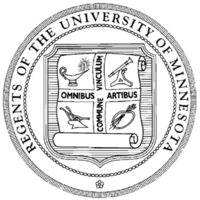 REGENTS OF THE UNIVERSITY OF MINNESOTA
OMNIBUS ARTIBUS
COMMUNE VINCULUM